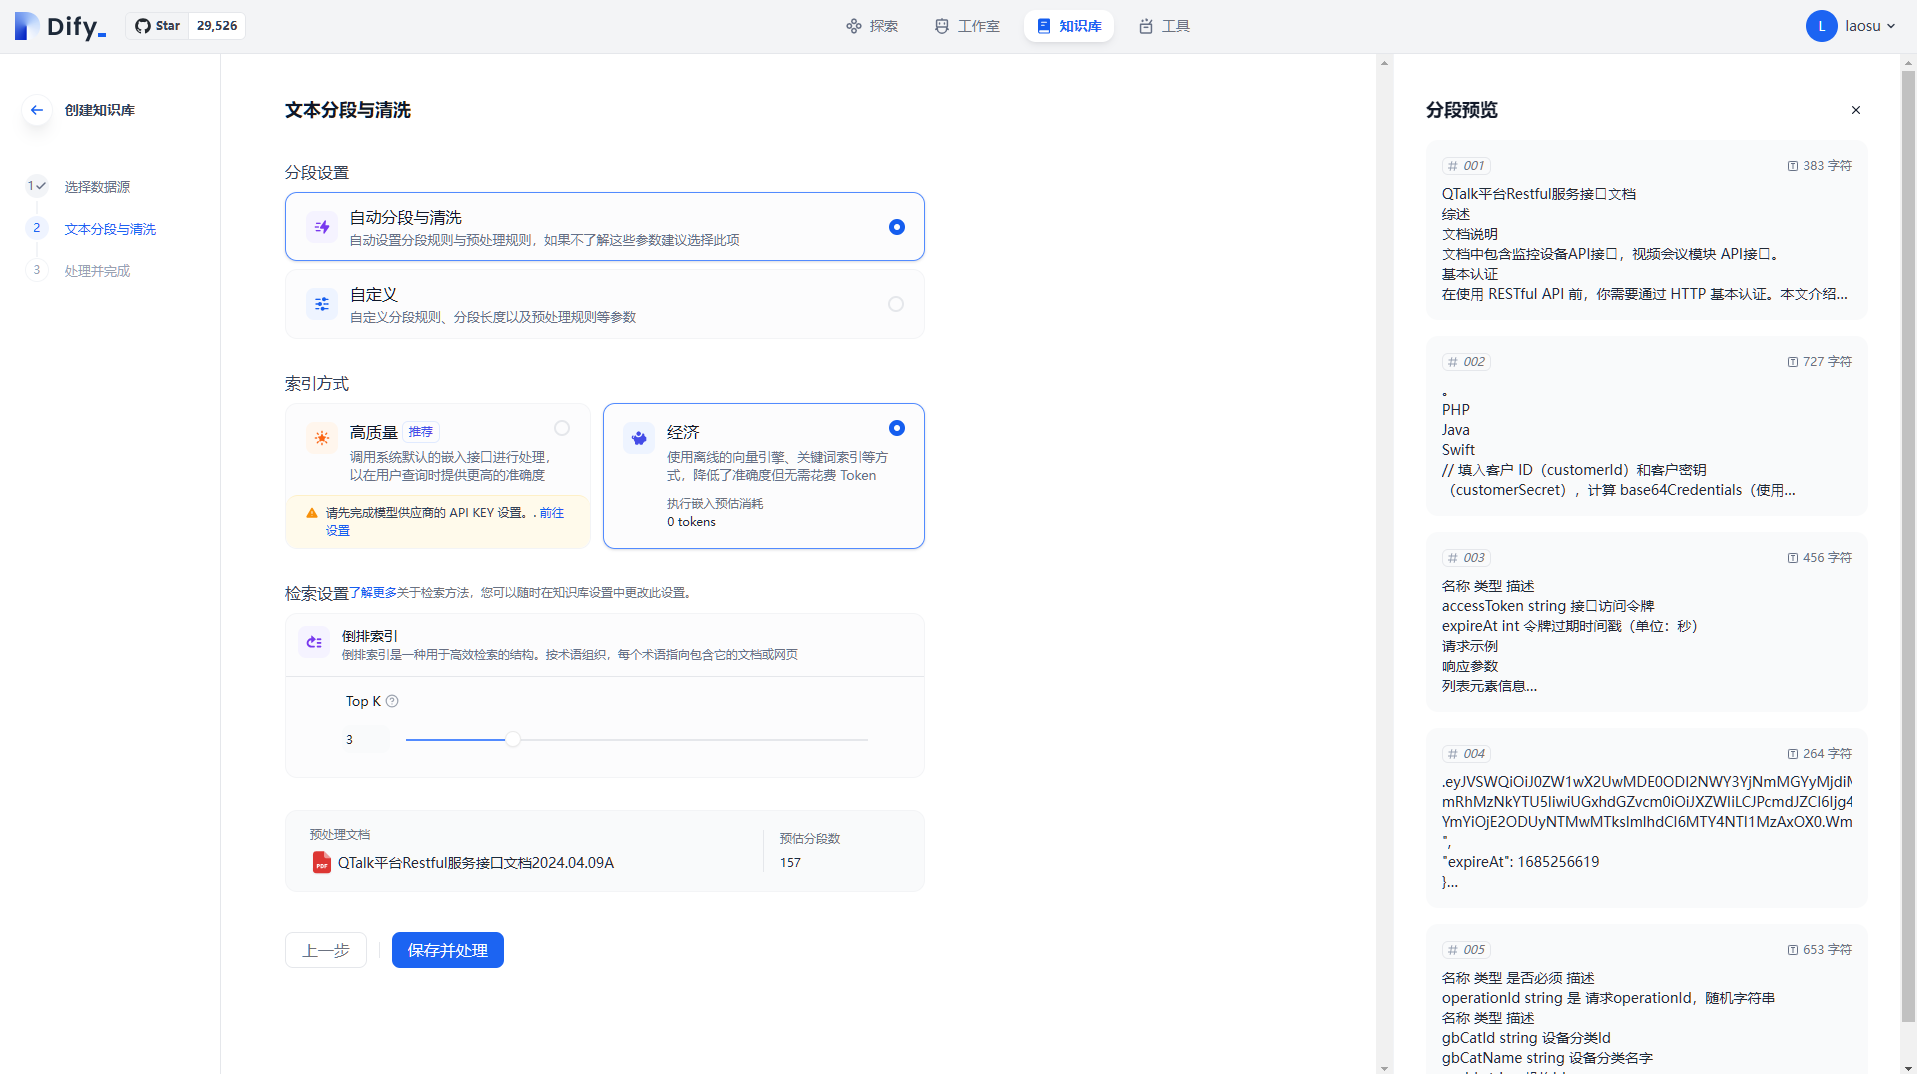 Dify_
Star 29,526
探索
工作室
知识库
工具
L laosu
创建知识库
1 选择数据源
2 文本分段与清洗
3 处理并完成
文本分段与清洗
分段设置
自动分段与清洗
自动设置分段规则与预处理规则，如果不了解这些参数建议选择此项
自定义
自定义分段规则、分段长度以及预处理规则等参数
索引方式
高质量 推荐
调用系统默认的嵌入接口进行处理，
以在用户查询时提供更高的准确度
请先完成模型供应商的 API KEY 设置。. 前往
设置
经济
使用离线的向量引擎、关键词索引等方
式，降低了准确度但无需花费 Token
执行嵌入预估消耗
0 tokens
检索设置了解更多关于检索方法，您可以随时在知识库设置中更改此设置。
倒排索引
倒排索引是一种用于高效检索的结构。按术语组织，每个术语指向包含它的文档或网页
Top K
3
预处理文档
PDF QTalk平台Restful服务接口文档2024.04.09A
预估分段数
157
上一步
保存并处理
分段预览
# 001 383 字符
QTalk平台Restful服务接⼝文档
综述
文档说明
文档中包含监控设备API接⼝，视频会议模块 API接⼝。
基本认证
在使用 RESTful API 前，你需要通过 HTTP 基本认证。本文介绍...
# 002 727 字符
。
PHP
Java
Swift
// 填入客户 ID（customerId）和客户密钥
（customerSecret），计算 base64Credentials（使用...
# 003 456 字符
名称 类型 描述
accessToken string 接⼝访问令牌
expireAt int 令牌过期时间戳（单位：秒）
请求示例
响应参数
列表元素信息...
# 004 264 字符
",
"expireAt": 1685256619
}...
# 005 653 字符
名称 类型 是否必须 描述
operationId string 是 请求operationId，随机字符串
名称 类型 描述
gbCatId string 设备分类Id
gbCatName string 设备分类名字